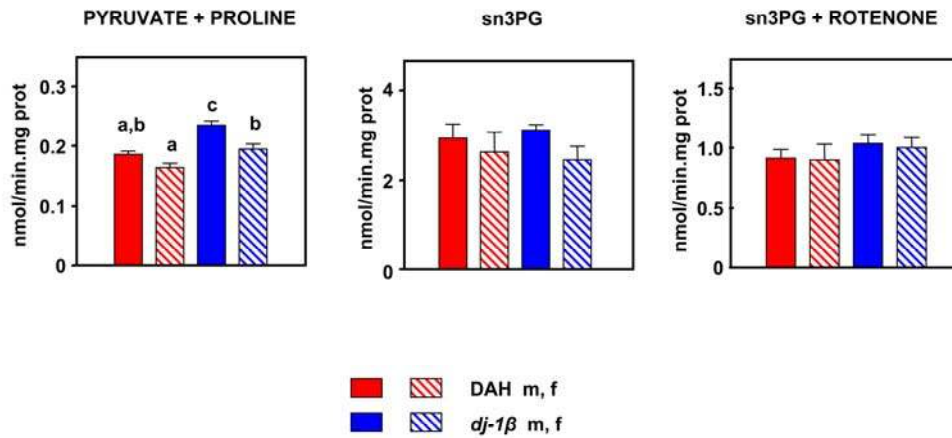 PYRUVATE + PROLINE
nmol/min.mg prot
0.3
0.2
0.1
0
a,b
a
c
b
sn3PG
nmol/min.mg prot
4
2
0
sn3PG + ROTENONE
nmol/min.mg prot
1.5
1.0
0.5
0
DAH m, f
dj-1β m, f